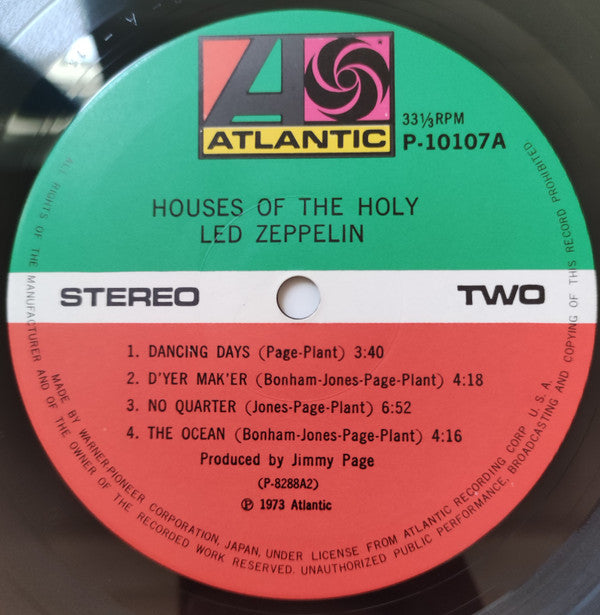 ATLANTIC
33⅓RPM
P-10107A
HOUSES OF THE HOLY
LED ZEPPELIN
STEREO
TWO
1. DANCING DAYS (Page-Plant) 3:40
2. D'YER MAK'ER (Bonham-Jones-Page-Plant) 4:18
3. NO QUARTER (Jones-Page-Plant) 6:52
4. THE OCEAN (Bonham-Jones-Page-Plant) 4:16
Produced by Jimmy Page
(P-8288A2)
℗ 1973 Atlantic
MADE BY WARNER-PIONEER CORPORATION, JAPAN, UNDER LICENSE FROM ATLANTIC RECORDING CORP. U.S.A.
ALL RIGHTS OF THE MANUFACTURER AND OF THE OWNER OF THE RECORDED WORK RESERVED. UNAUTHORIZED PUBLIC PERFORMANCE, BROADCASTING AND COPYING OF THIS RECORD PROHIBITED